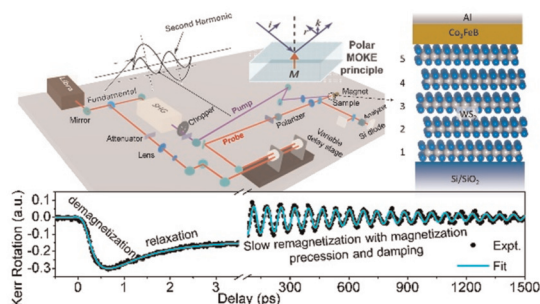 Second Harmonic
Laser
Fundamental
Mirror
SHG
Chopper
Attenuator
Lens
Pump
Probe
Polarizer
Variable
delay stage
Polar
MOKE
principle
i
r
k
M
Magnet
Sample
Analyzer
Si diode
Al
Co₂FeB
5
4
3
2
1
WS₂
Si/SiO₂
Kerr Rotation (a.u.)
0.1
0.0
-0.1
-0.2
-0.3
demagnetization
relaxation
Slow remagnetization with magnetization
precession and damping
Expt.
Fit
0 1 2 3 300 600 900 1200 1500
Delay (ps)